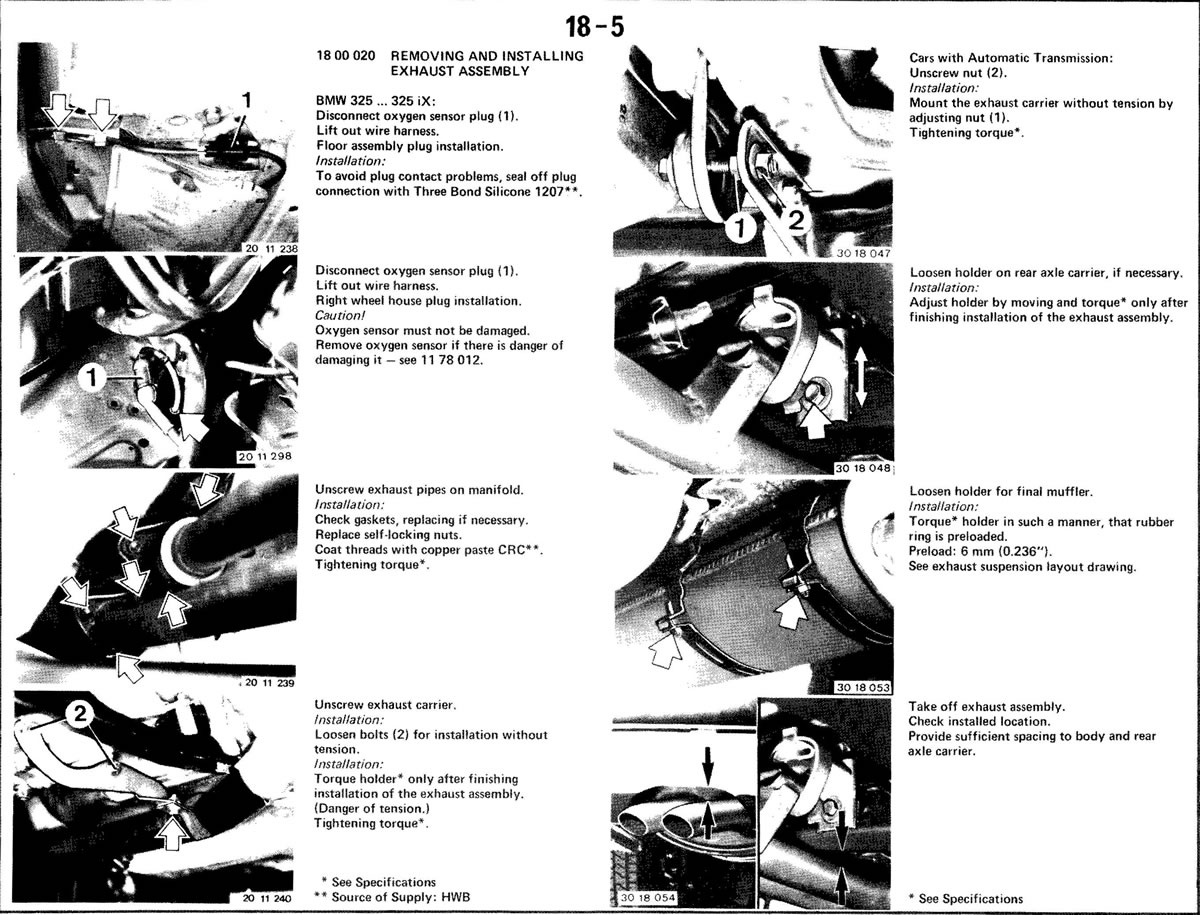 18-5
18 00 020 REMOVING AND INSTALLING
EXHAUST ASSEMBLY
BMW 325 ... 325 iX:
Disconnect oxygen sensor plug (1).
Lift out wire harness.
Floor assembly plug installation.
Installation:
To avoid plug contact problems, seal off plug
connection with Three Bond Silicone 1207**.
1
20 11 238
Disconnect oxygen sensor plug (1).
Lift out wire harness.
Right wheel house plug installation.
Caution!
Oxygen sensor must not be damaged.
Remove oxygen sensor if there is danger of
damaging it — see 11 78 012.
1
20 11 298
Unscrew exhaust pipes on manifold.
Installation:
Check gaskets, replacing if necessary.
Replace self-locking nuts.
Coat threads with copper paste CRC**.
Tightening torque*.
20 11 239
Unscrew exhaust carrier.
Installation:
Loosen bolts (2) for installation without
tension.
Installation:
Torque holder* only after finishing
installation of the exhaust assembly.
(Danger of tension.)
Tightening torque*.
2
20 11 240
* See Specifications
** Source of Supply: HWB
Cars with Automatic Transmission:
Unscrew nut (2).
Installation:
Mount the exhaust carrier without tension by
adjusting nut (1).
Tightening torque*.
1 2
30 18 047
Loosen holder on rear axle carrier, if necessary.
Installation:
Adjust holder by moving and torque* only after
finishing installation of the exhaust assembly.
30 18 048
Loosen holder for final muffler.
Installation:
Torque* holder in such a manner, that rubber
ring is preloaded.
Preload: 6 mm (0.236").
See exhaust suspension layout drawing.
30 18 053
Take off exhaust assembly.
Check installed location.
Provide sufficient spacing to body and rear
axle carrier.
30 18 054
* See Specifications